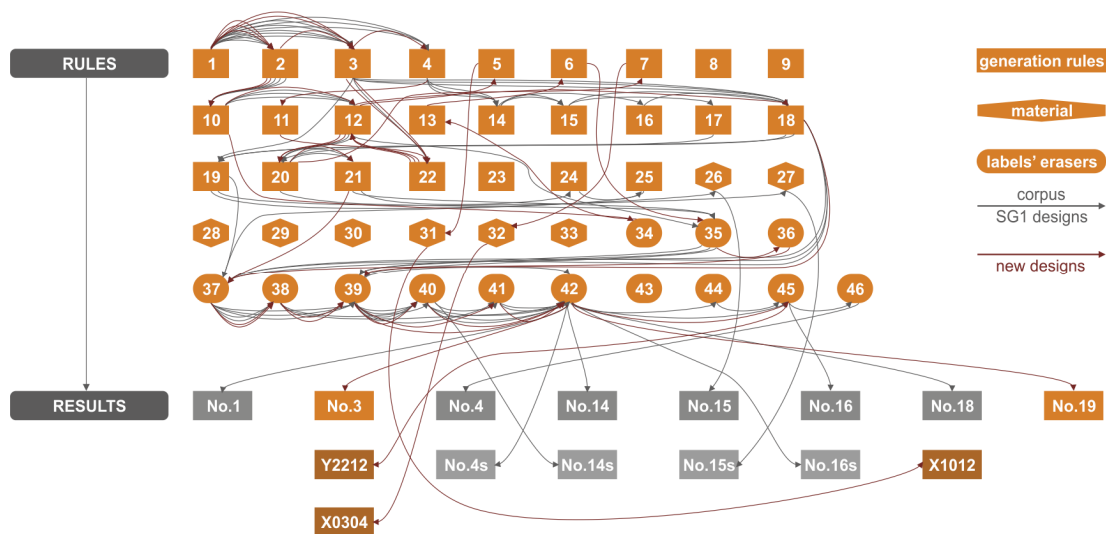 RULES
1 2 3 4 5 6 7 8 9
generation rules
10 11 12 13 14 15 16 17 18
material
19 20 21 22 23 24 25 26 27
labels' erasers
corpus
SG1 designs
28 29 30 31 32 33 34 35 36
new designs
37 38 39 40 41 42 43 44 45 46
RESULTS
No.1 No.3 No.4 No.14 No.15 No.16 No.18 No.19
Y2212 No.4s No.14s No.15s No.16s X1012
X0304